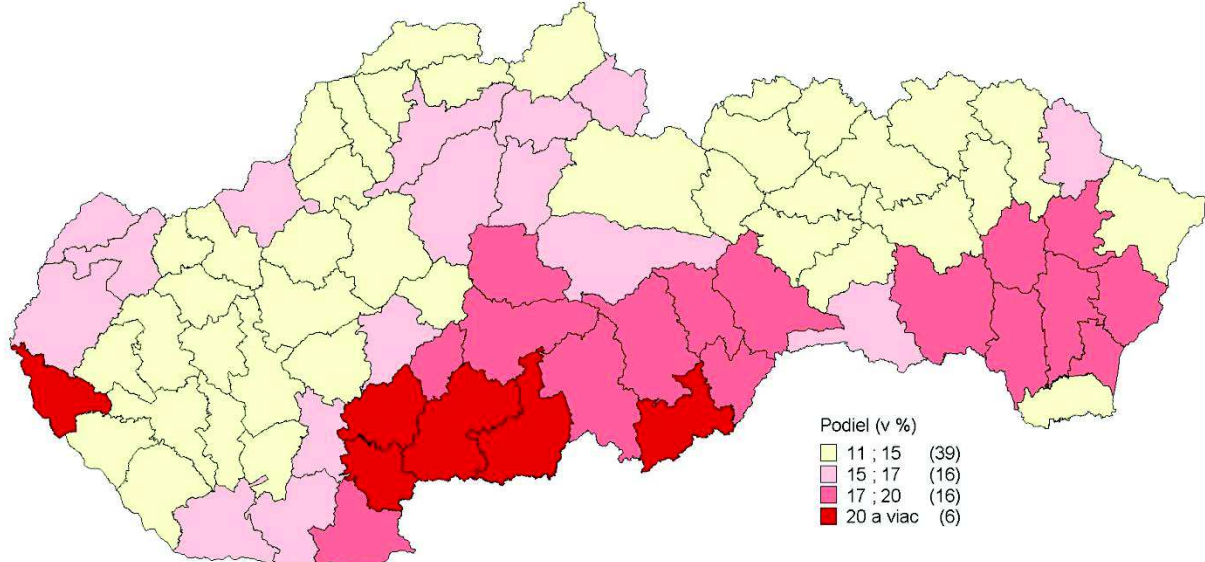 Podiel (v %)
11 ; 15 (39)
15 ; 17 (16)
17 ; 20 (16)
20 a viac (6)